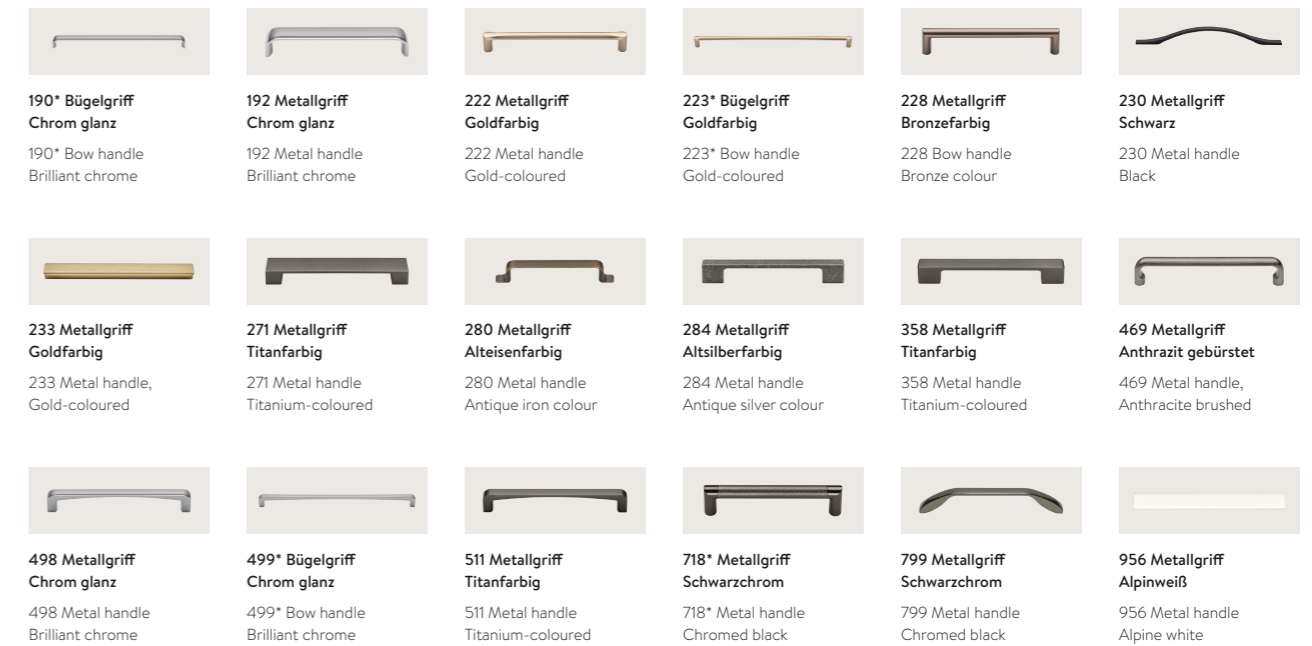 190* Bügelgriff
Chrom glanz
190* Bow handle
Brilliant chrome
192 Metallgriff
Chrom glanz
192 Metal handle
Brilliant chrome
222 Metallgriff
Goldfarbig
222 Metal handle
Gold-coloured
223* Bügelgriff
Goldfarbig
223* Bow handle
Gold-coloured
228 Metallgriff
Bronzefarbig
228 Bow handle
Bronze colour
230 Metallgriff
Schwarz
230 Metal handle
Black
233 Metallgriff
Goldfarbig
233 Metal handle,
Gold-coloured
271 Metallgriff
Titanfarbig
271 Metal handle
Titanium-coloured
280 Metallgriff
Alteisenfarbig
280 Metal handle
Antique iron colour
284 Metallgriff
Altsilberfarbig
284 Metal handle
Antique silver colour
358 Metallgriff
Titanfarbig
358 Metal handle
Titanium-coloured
469 Metallgriff
Anthrazit gebürstet
469 Metal handle,
Anthracite brushed
498 Metallgriff
Chrom glanz
498 Metal handle
Brilliant chrome
499* Bügelgriff
Chrom glanz
499* Bow handle
Brilliant chrome
511 Metallgriff
Titanfarbig
511 Metal handle
Titanium-coloured
718* Metallgriff
Schwarzchrom
718* Metal handle
Chromed black
799 Metallgriff
Schwarzchrom
799 Metal handle
Chromed black
956 Metallgriff
Alpinweiß
956 Metal handle
Alpine white